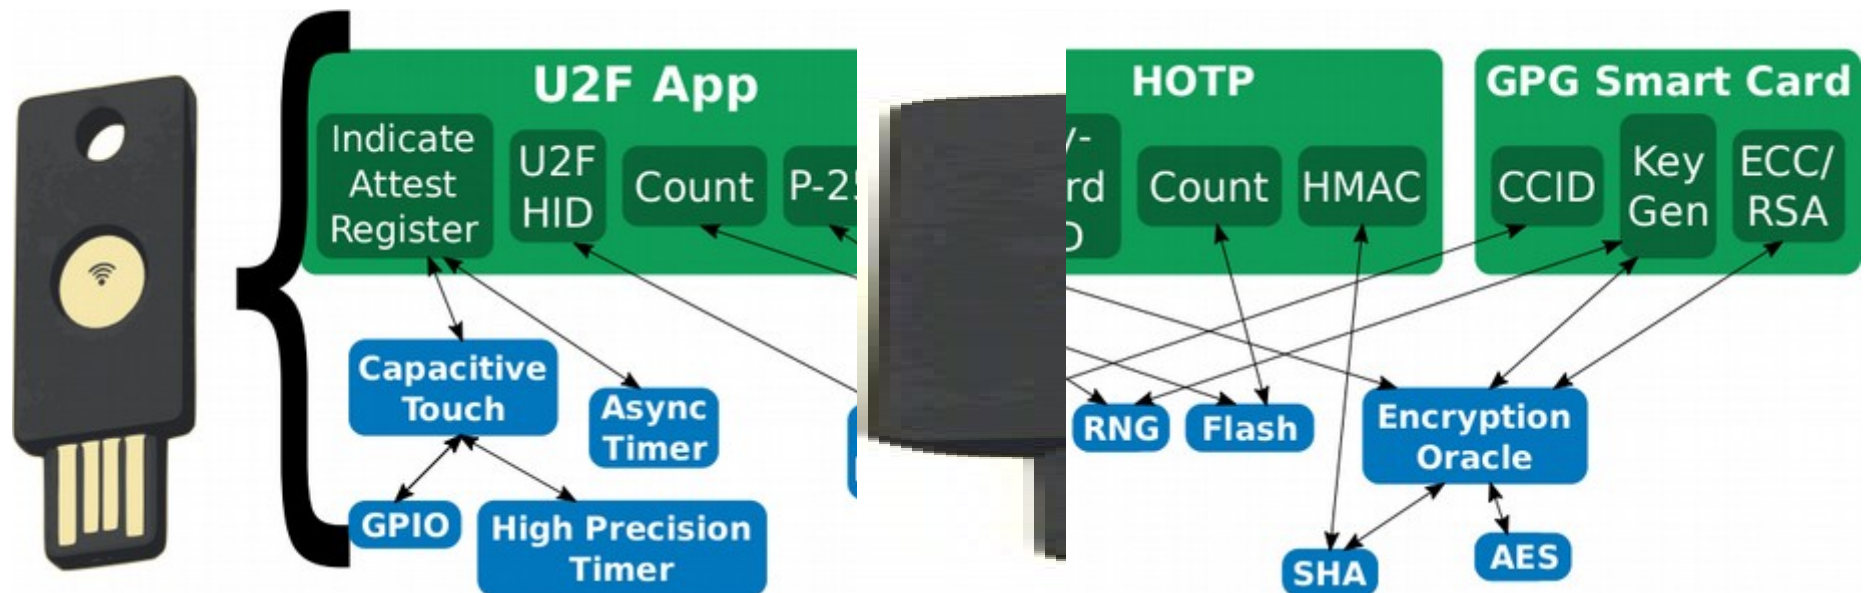 U2F App
Indicate
Attest
Register
U2F
HID
Count
HOTP
Count
HMAC
GPG Smart Card
CCID
Key
Gen
ECC/
RSA
Capacitive
Touch
Async
Timer
GPIO
High Precision
Timer
RNG
Flash
Encryption
Oracle
SHA
AES